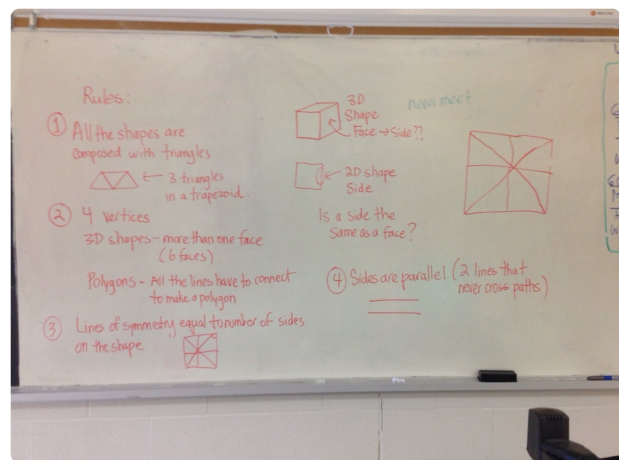 Rules:
① All the shapes are
composed with triangles
← 3 triangles
in a trapezoid.
② 4 vertices
3D shapes - more than one face
(6 faces)
Polygons - All the lines have to connect
to make a polygon
③ Lines of symmetry equal to number of sides
on the shape
3D
Shape
Face → Side??
never meet
2D shape
Side
Is a side the
same as a face?
④ Sides are parallel (2 lines that
never cross paths)